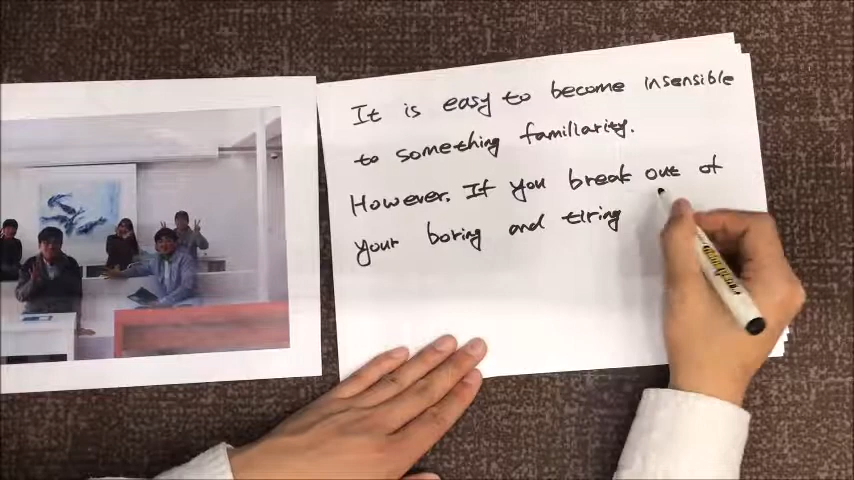 It is easy to become insensible
to something familiarity.
However. If you break out of
your boring and tiring